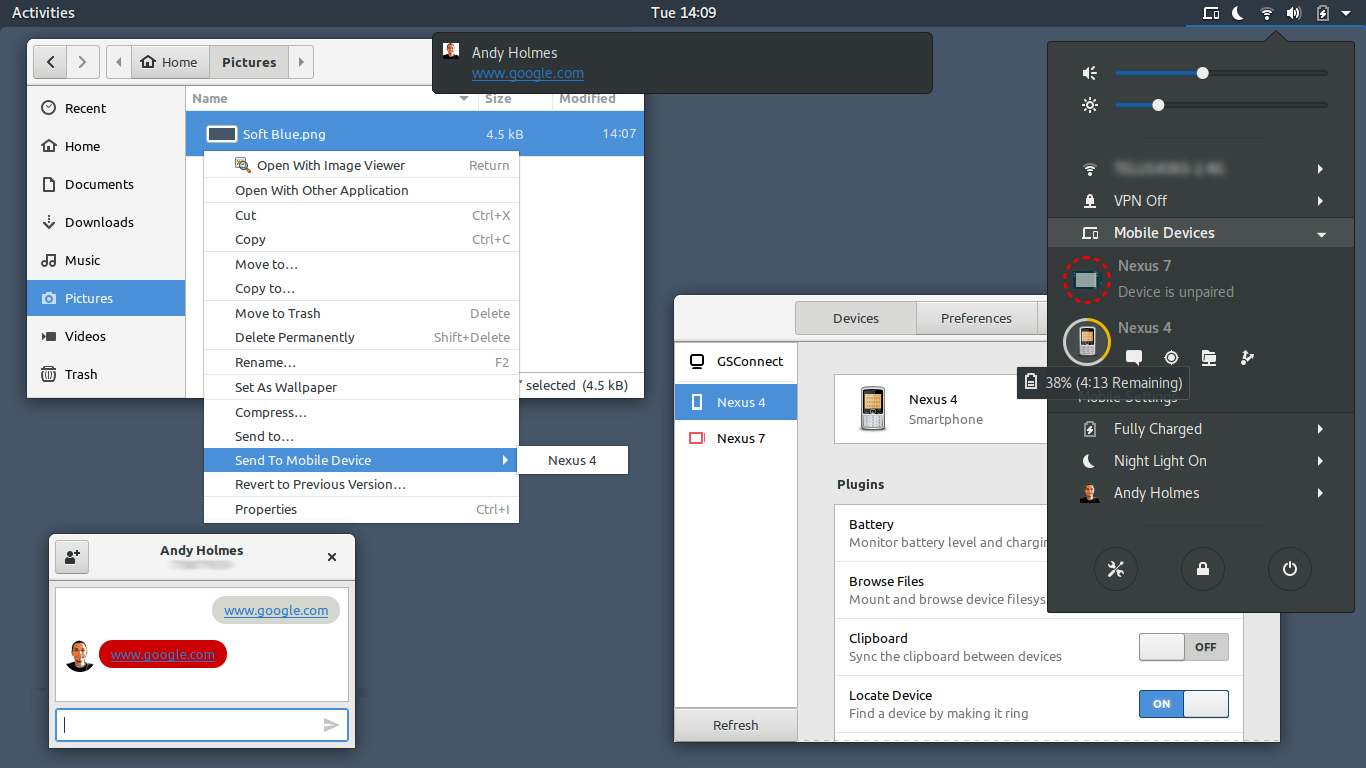 Activities
Tue 14:09
Home
Pictures
Name
Size
Modified
Recent
Home
Documents
Downloads
Music
Pictures
Videos
Trash
Soft Blue.png
4.5 kB
14:07
Open With Image Viewer Return
Open With Other Application
Cut Ctrl+X
Copy Ctrl+C
Move to…
Copy to…
Move to Trash Delete
Delete Permanently Shift+Delete
Rename… F2
Set As Wallpaper
Compress…
Send to…
Send To Mobile Device
Revert to Previous Version…
Properties Ctrl+I
Nexus 4
selected (4.5 kB)
Andy Holmes
www.google.com
Andy Holmes
www.google.com
www.google.com
Devices
Preferences
GSConnect
Nexus 4
Nexus 7
Refresh
Nexus 4
Smartphone
Plugins
Battery
Monitor battery level and
Browse Files
Mount and browse device
Clipboard
Sync the clipboard between devices
OFF
Locate Device
Find a device by making it ring
ON
VPN Off
Mobile Devices
Nexus 7
Device is unpaired
Nexus 4
38% (4:13 Remaining)
Mobile Settings
Fully Charged
Night Light On
Andy Holmes